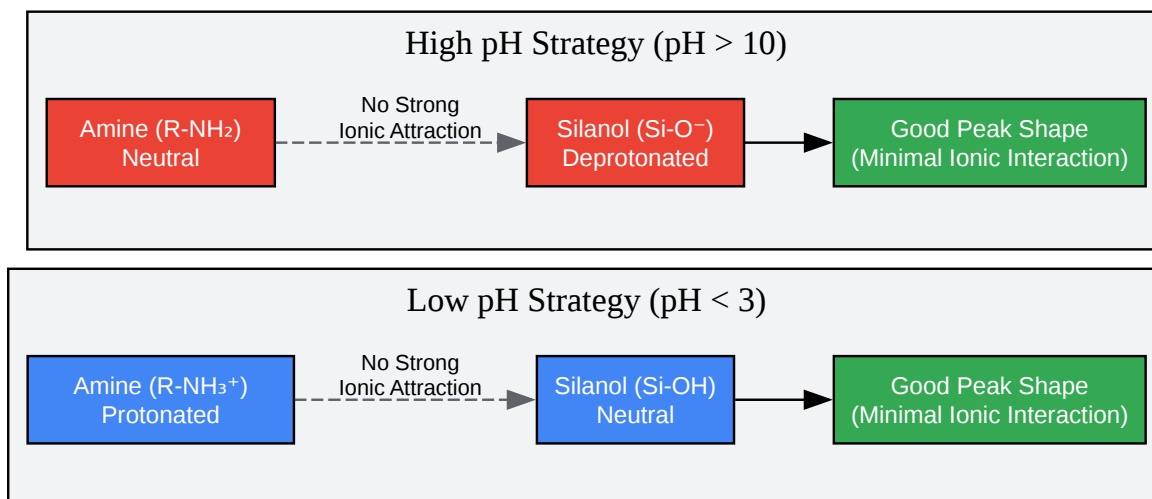 High pH Strategy (pH > 10)
No Strong
Ionic Attraction
Amine (R-NH₂)
Neutral
Silanol (Si-O⁻)
Deprotonated
Good Peak Shape
(Minimal Ionic Interaction)
Low pH Strategy (pH < 3)
No Strong
Ionic Attraction
Amine (R-NH₃⁺)
Protonated
Silanol (Si-OH)
Neutral
Good Peak Shape
(Minimal Ionic Interaction)